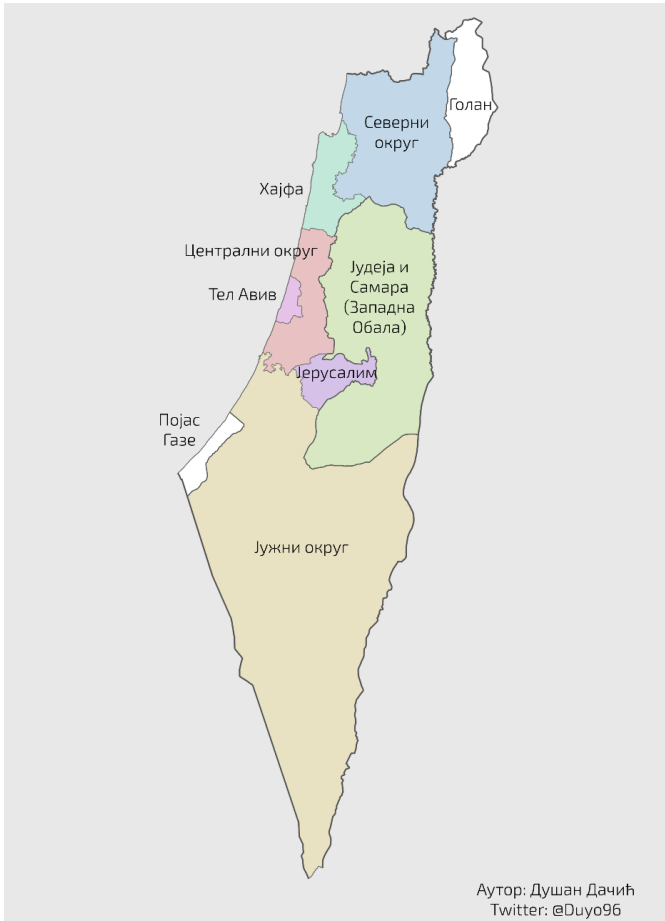 Голан
Северни
округ
Хајфа
Централни округ
Јудеја и
Самара
(Западна
Обала)
Тел Авив
Јерусалим
Појас
Газе
Јужни округ
Аутор: Душан Дачић
Twitter: @Duyo96